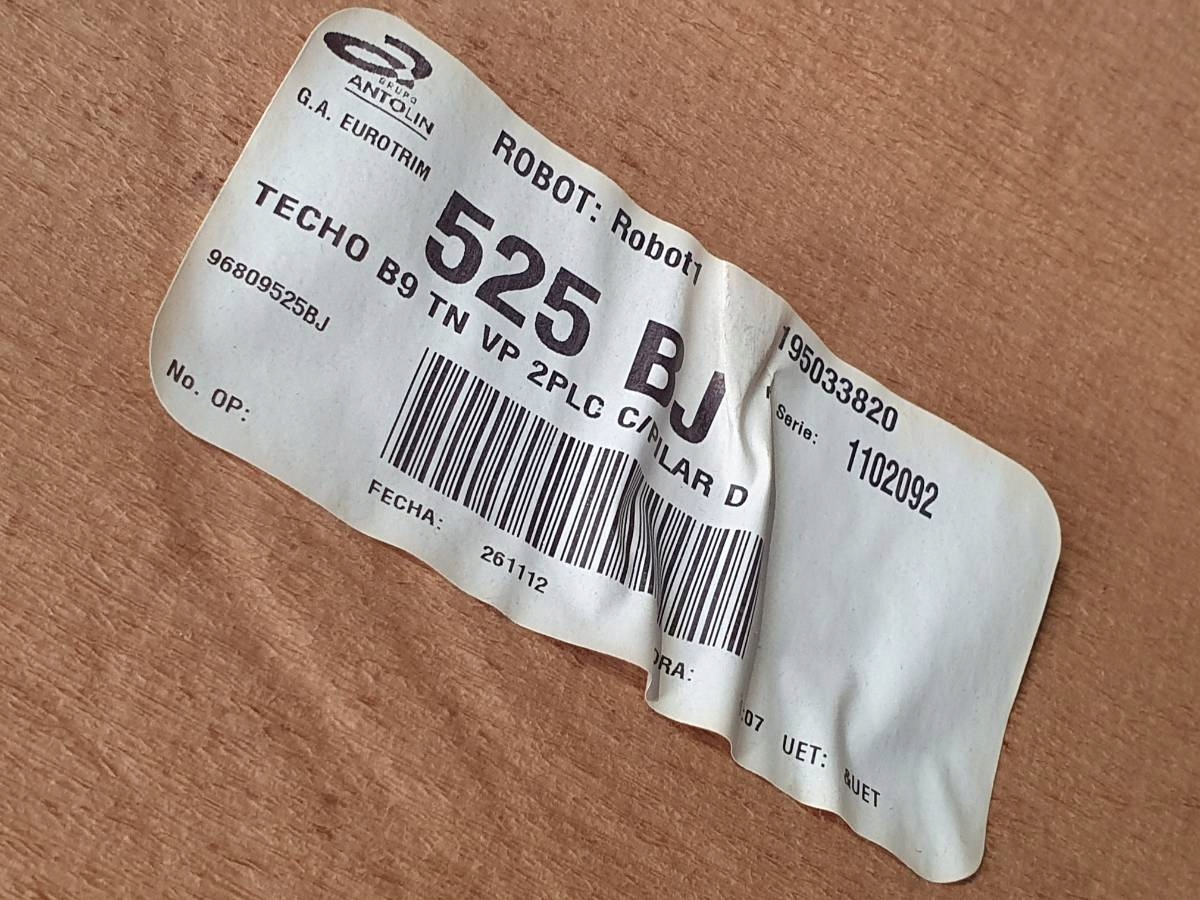 GRUPO
ANTOLIN
G.A. EUROTRIM
ROBOT: Robot1
195033820
525 BJ
Serie: 1102092
TECHO B9 TN VP 2PLC C/PILAR D
96809525BJ
No. OP:
FECHA: 261112
:07 UET: &UET